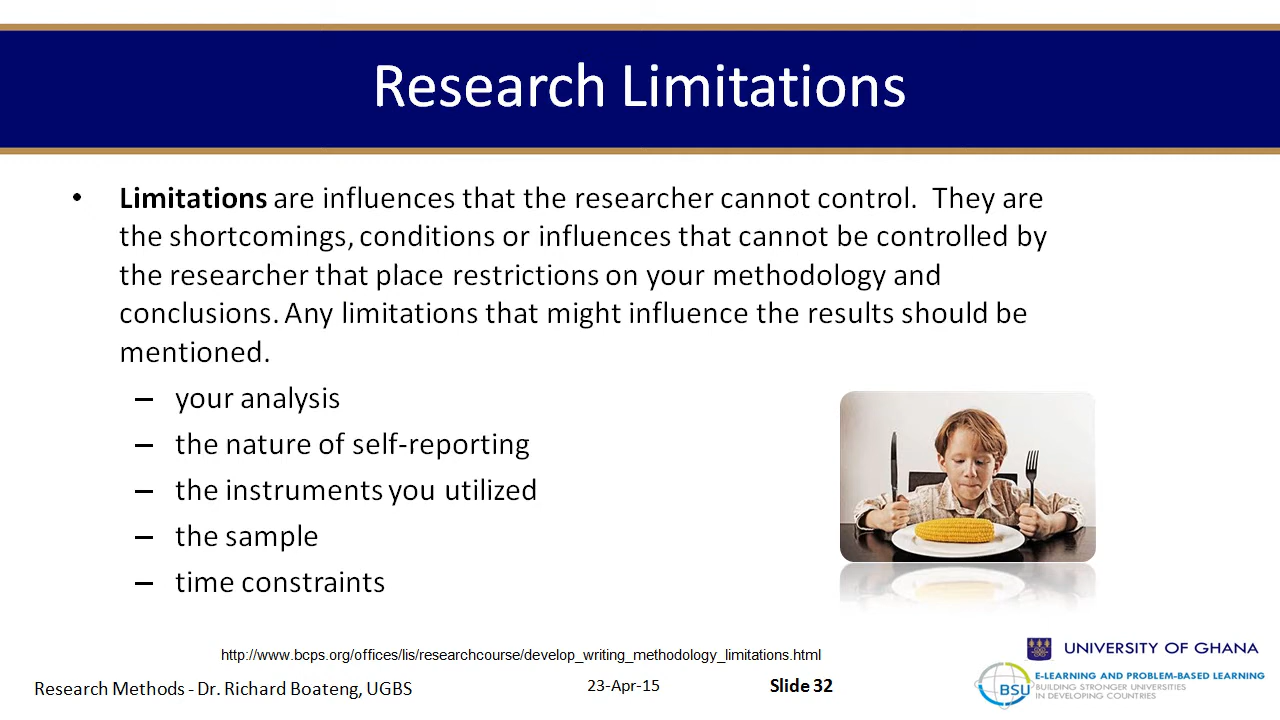 Research Limitations
• Limitations are influences that the researcher cannot control. They are
the shortcomings, conditions or influences that cannot be controlled by
the researcher that place restrictions on your methodology and
conclusions. Any limitations that might influence the results should be
mentioned.
– your analysis
– the nature of self-reporting
– the instruments you utilized
– the sample
– time constraints
http://www.bcps.org/offices/lis/researchcourse/develop_writing_methodology_limitations.html
UNIVERSITY OF GHANA
Research Methods - Dr. Richard Boateng, UGBS
23-Apr-15
Slide 32
BSU
E-LEARNING AND PROBLEM-BASED LEARNING
BUILDING STRONGER UNIVERSITIES
IN DEVELOPING COUNTRIES